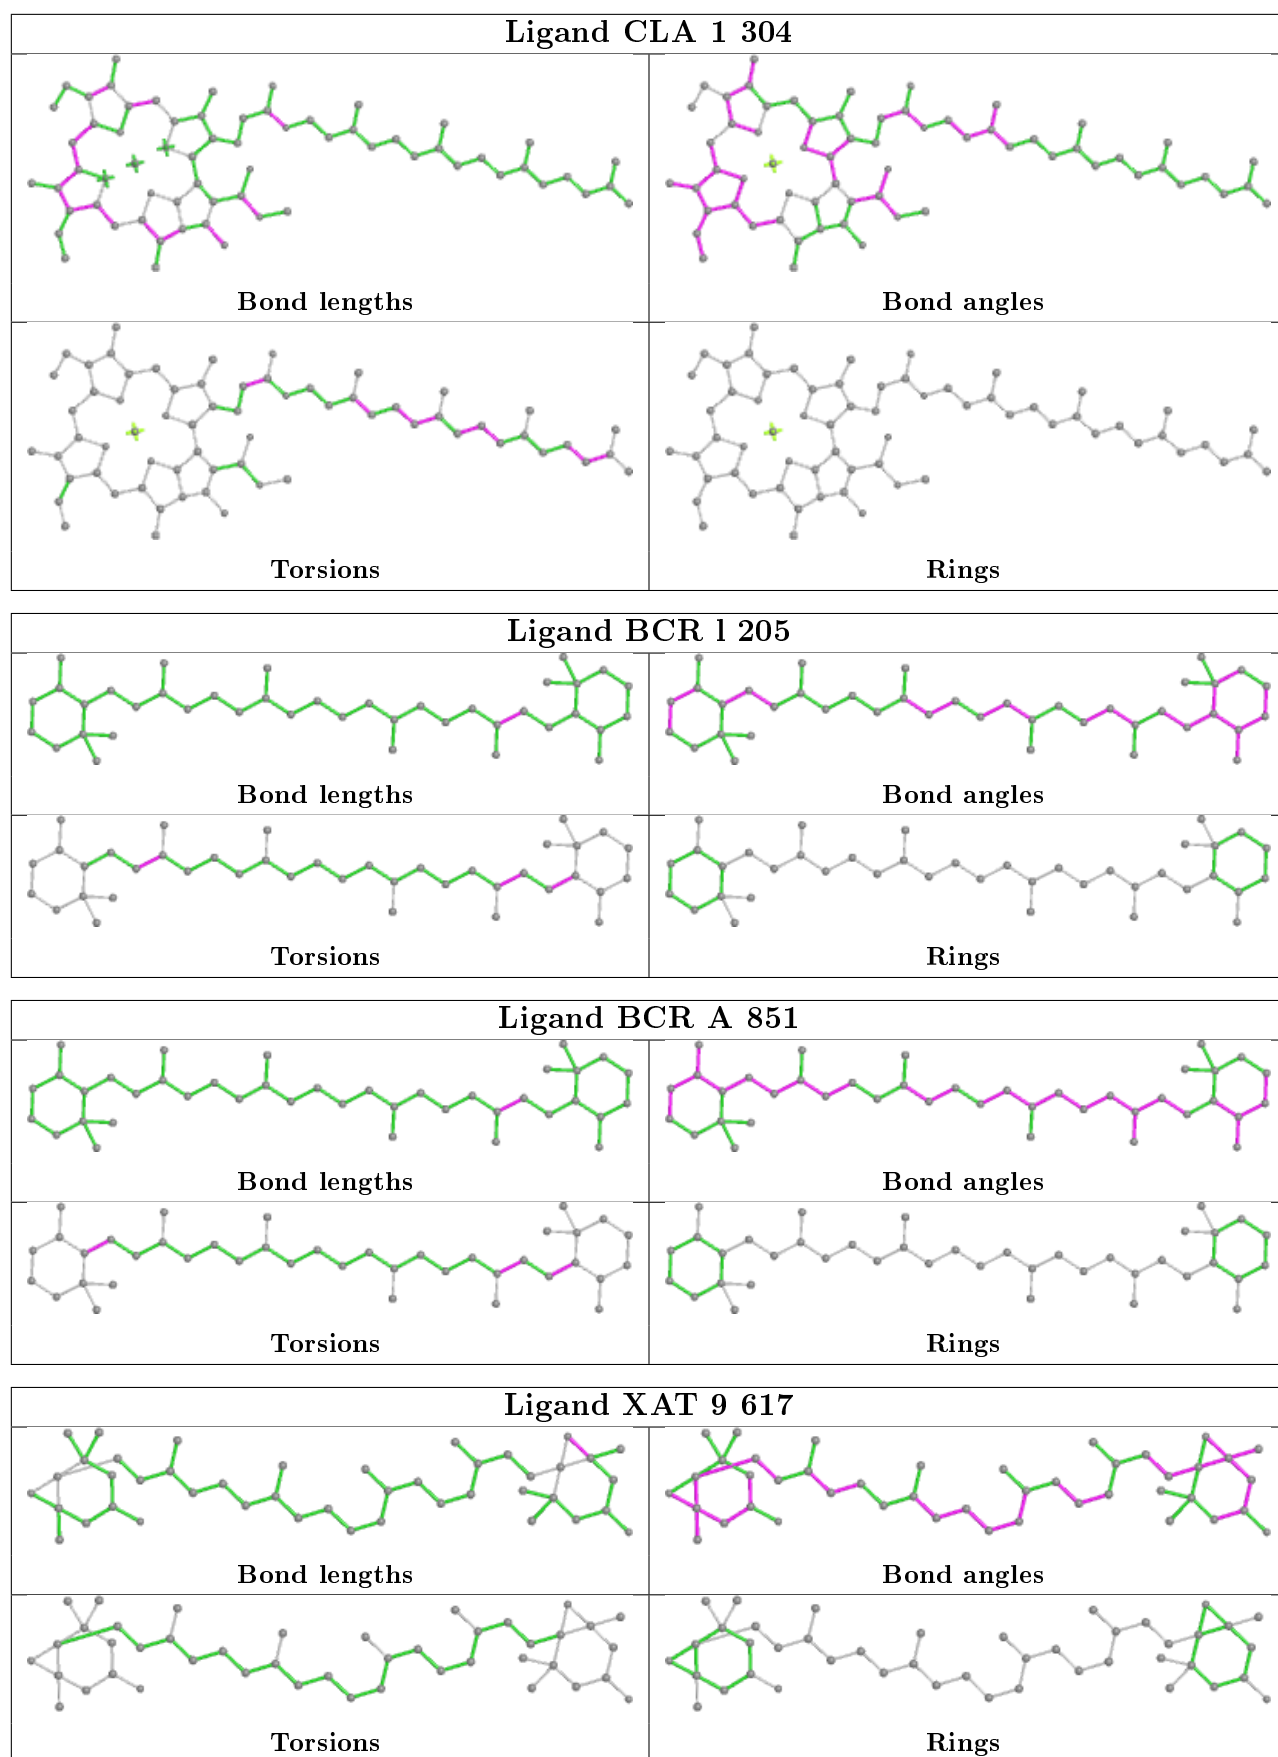 Ligand CLA 1 304
Bond lengths
Bond angles
Torsions
Rings
Ligand BCR l 205
Bond lengths
Bond angles
Torsions
Rings
Ligand BCR A 851
Bond lengths
Bond angles
Torsions
Rings
Ligand XAT 9 617
Bond lengths
Bond angles
Torsions
Rings